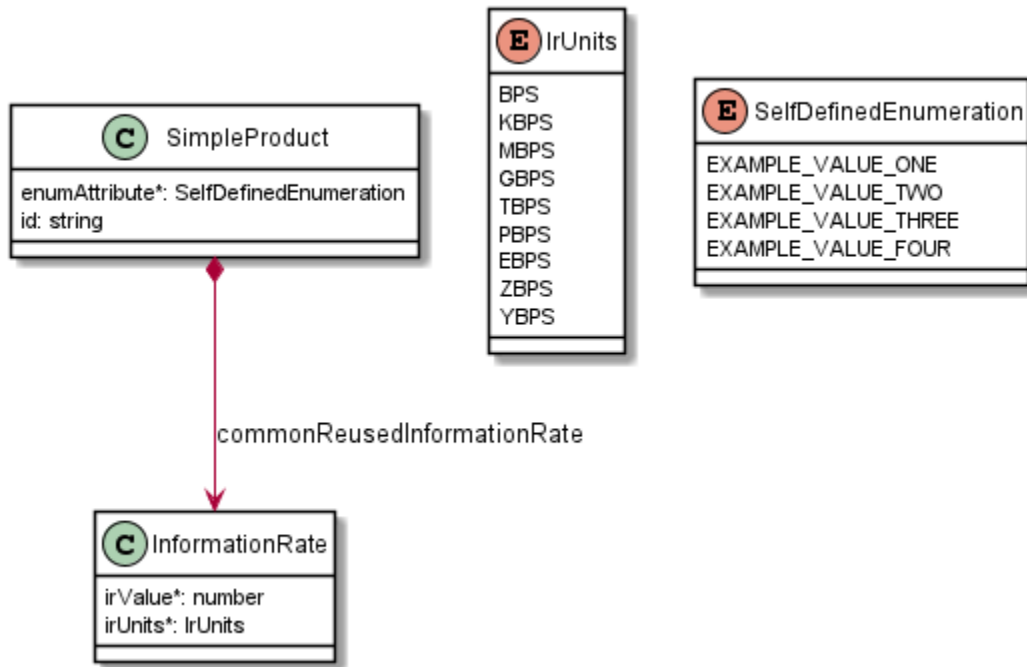 C SimpleProduct
enumAttribute*: SelfDefinedEnumeration
id: string
E IrUnits
BPS
KBPS
MBPS
GBPS
TBPS
PBPS
EBPS
ZBPS
YBPS
E SelfDefinedEnumeration
EXAMPLE_VALUE_ONE
EXAMPLE_VALUE_TWO
EXAMPLE_VALUE_THREE
EXAMPLE_VALUE_FOUR
commonReusedInformationRate
C InformationRate
irValue*: number
irUnits*: IrUnits